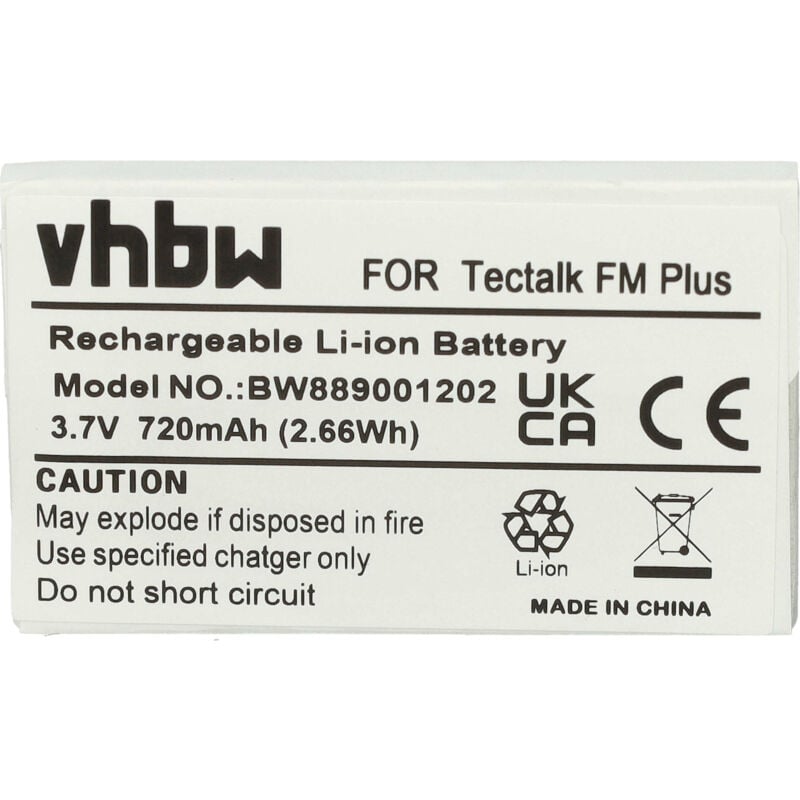 vhbw FOR Tectalk FM Plus
Rechargeable Li-ion Battery
Model NO.:BW889001202
3.7V 720mAh (2.66Wh)
UK
CA
CE
CAUTION
May explode if disposed in fire
Use specified chatger only
Do not short circuit
Li-ion
MADE IN CHINA